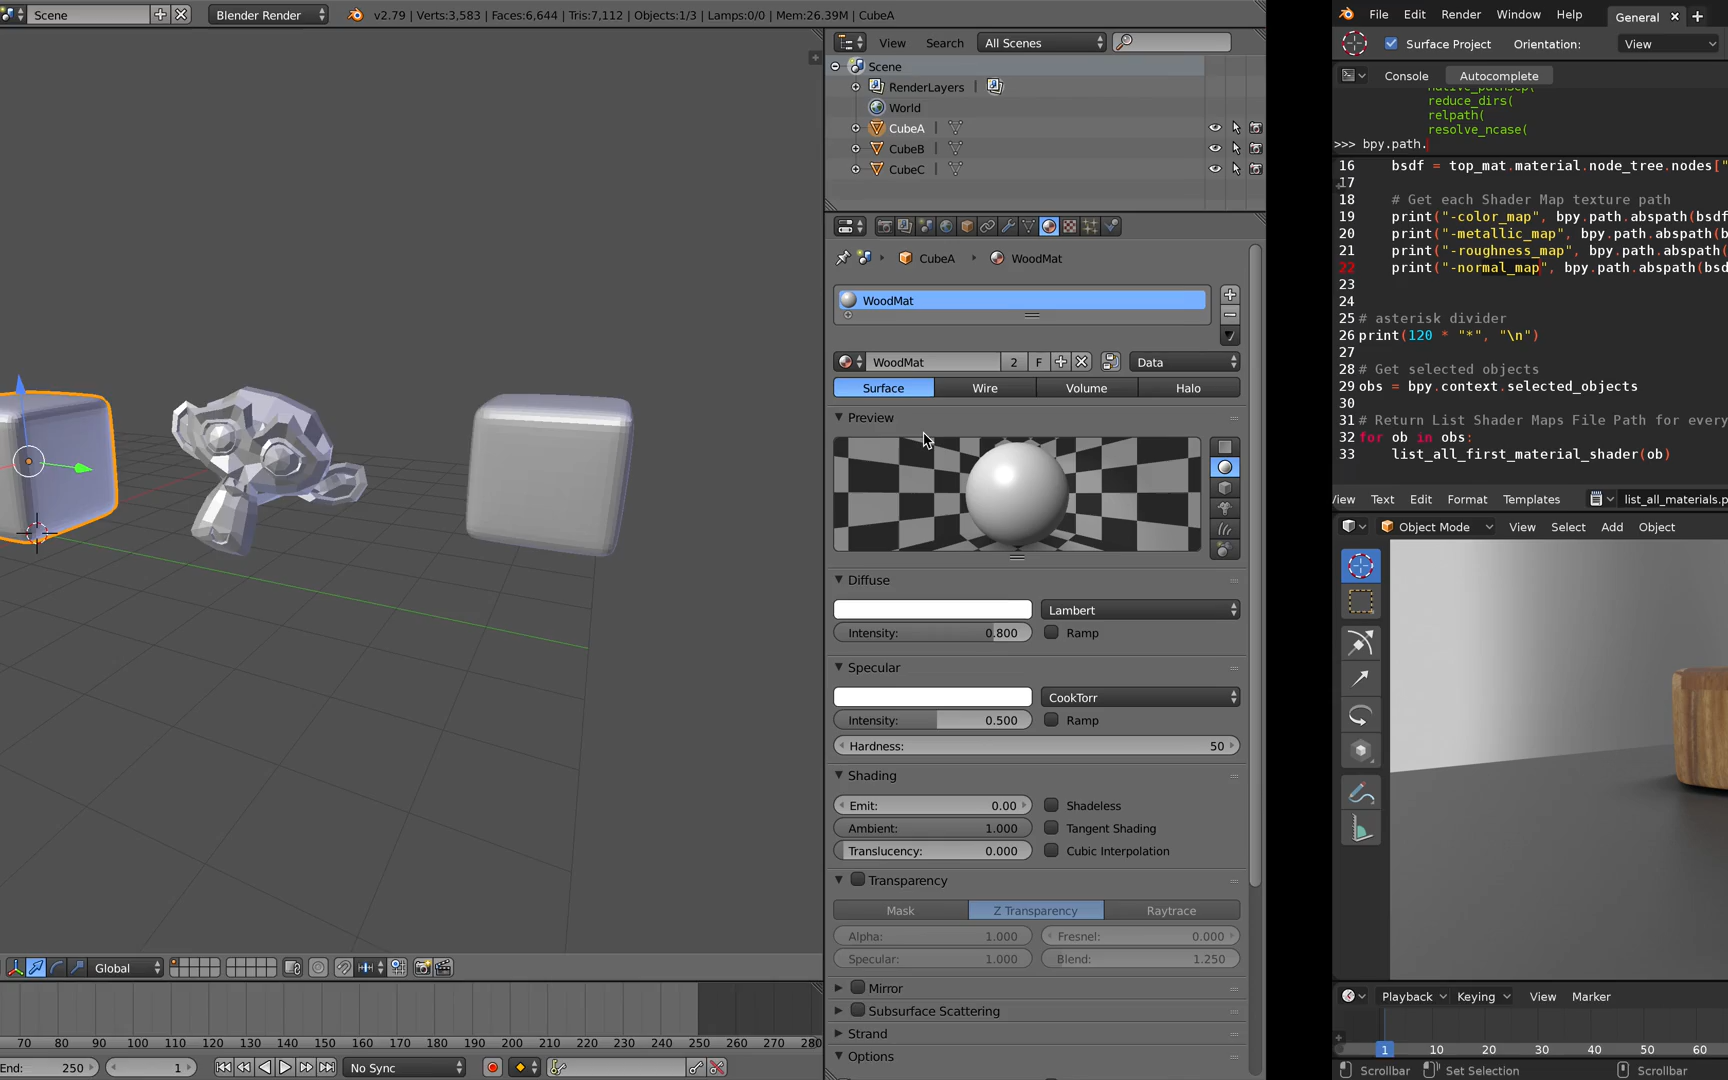 Scene
Blender Render
v2.79 | Verts:3,583 | Faces:6,644 | Tris:7,112 | Objects:1/3 | Lamps:0/0 | Mem:26.39M | CubeA
View Search All Scenes
Scene
RenderLayers |
World
CubeA |
CubeB |
CubeC |
CubeA WoodMat
WoodMat
WoodMat 2 F Data
Surface Wire Volume Halo
Preview
Diffuse
Lambert
Intensity: 0.800 Ramp
Specular
CookTorr
Intensity: 0.500 Ramp
Hardness: 50
Shading
Emit: 0.00 Shadeless
Ambient: 1.000 Tangent Shading
Translucency: 0.000 Cubic Interpolation
Transparency
Mask Z Transparency Raytrace
Alpha: 1.000 Fresnel: 0.000
Specular: 1.000 Blend: 1.250
Mirror
Subsurface Scattering
Strand
Options
Global
70 80 90 100 110 120 130 140 150 160 170 180 190 200 210 220 230 240 250 260 270 280
End: 250 1 No Sync
File Edit Render Window Help General
Surface Project Orientation: View
Console Autocomplete
reduce_dirs(
relpath(
resolve_ncase(
>>> bpy.path.
16 bsdf = top_mat.material.node_tree.nodes["
17
18 # Get each Shader Map texture path
19 print("-color_map", bpy.path.abspath(bsdf
20 print("-metallic_map", bpy.path.abspath(b
21 print("-roughness_map", bpy.path.abspath(
22 print("-normal_map", bpy.path.abspath(bsd
23
24
25 # asterisk divider
26 print(120 * "*", "\n")
27
28 # Get selected objects
29 obs = bpy.context.selected_objects
30
31 # Return List Shader Maps File Path for every
32 for ob in obs:
33 list_all_first_material_shader(ob)
View Text Edit Format Templates list_all_materials.p
Object Mode View Select Add Object
Playback Keying View Marker
1 10 20 30 40 50 60
Scrollbar Set Selection Scrollbar